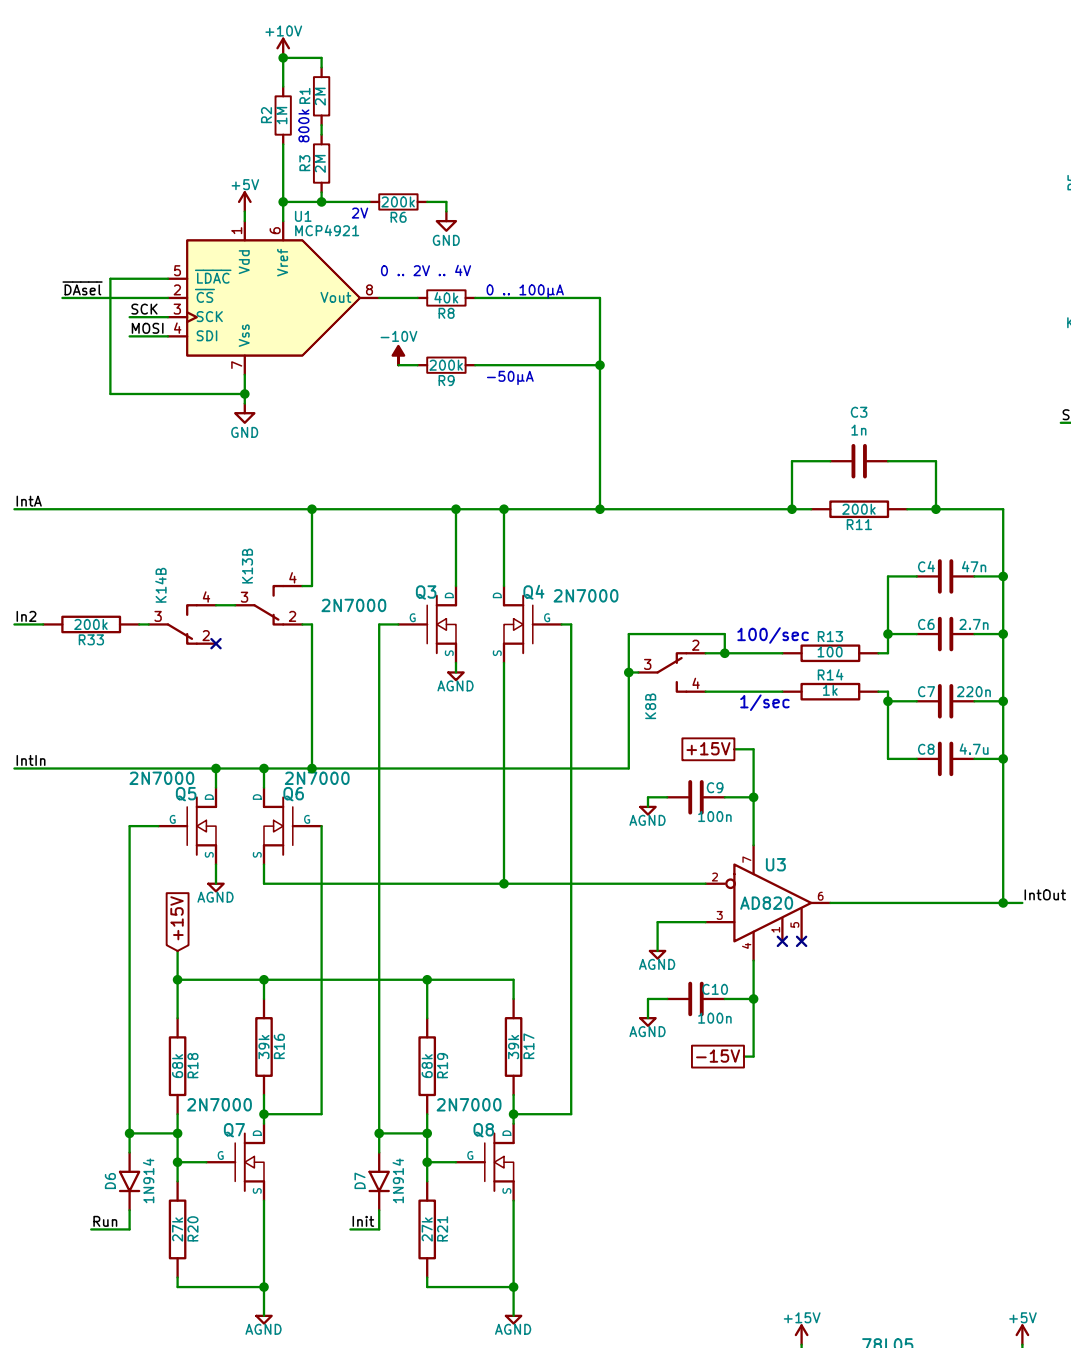 +10V
R2
1M
R1
2M
800k
R3
2M
+5V
2V
200k
R6
GND
U1
MCP4921
1
6
Vdd
Vref
5
LDAC
DAsel
2
CS
SCK
3
SCK
MOSI
4
SDI
Vss
7
Vout
8
GND
0 .. 2V .. 4V
40k
R8
0 .. 100µA
-10V
200k
R9
-50µA
C3
1n
200k
R11
IntA
K14B
K13B
4
3
2
4
3
2
In2
200k
R33
2N7000
Q3
D
G
S
AGND
Q4
2N7000
D
G
S
100/sec
R13
100
R14
1k
1/sec
2
3
4
K8B
C4
47n
C6
2.7n
C7
220n
C8
4.7u
S
IntIn
2N7000
2N7000
Q5
D
G
S
AGND
Q6
D
G
S
+15V
C9
100n
AGND
7
U3
AD820
2
3
6
1
5
4
IntOut
AGND
C10
100n
AGND
-15V
+15V
68k
R18
39k
R16
68k
R19
39k
R17
2N7000
Q7
D
G
S
2N7000
Q8
D
G
S
D6
1N914
D7
1N914
Run
27k
R20
Init
27k
R21
AGND
AGND
+15V
+5V
78L05